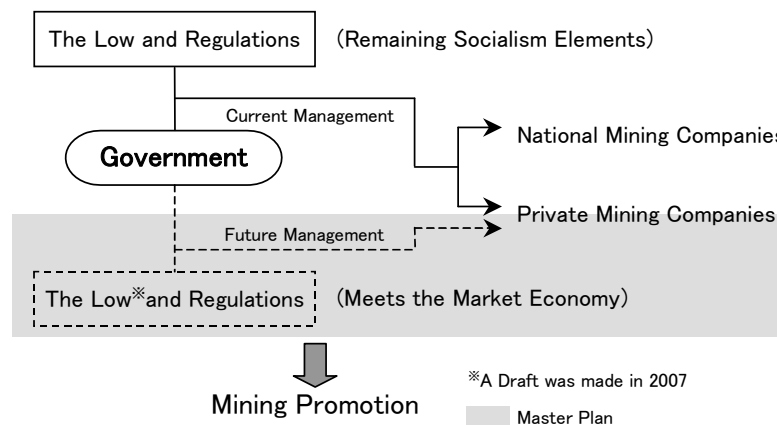 The Low and Regulations (Remaining Socialism Elements)
Current Management
Government
National Mining Companies
Private Mining Companies
Future Management
The Low※and Regulations (Meets the Market Economy)
※A Draft was made in 2007
Mining Promotion
Master Plan